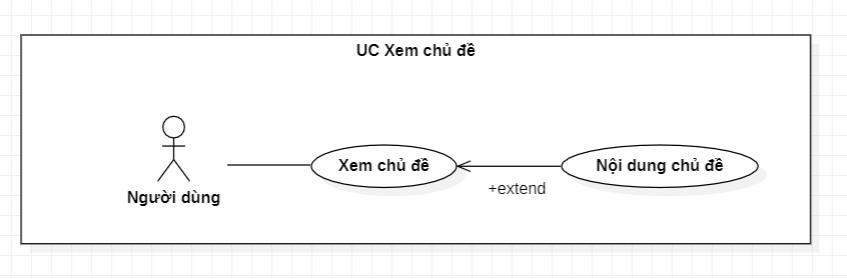 UC Xem chủ đề
Xem chủ đề
Nội dung chủ đề
+extend
Người dùng